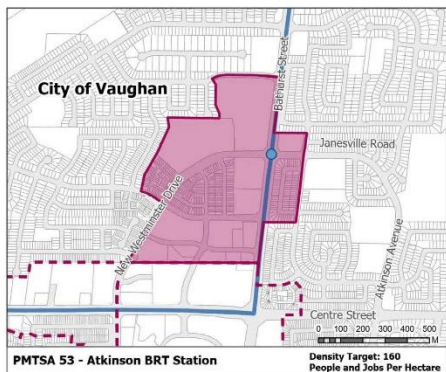 City of Vaughan
Bathurst Street
Janesville Road
New Westminster Drive
Atkinson Avenue
Centre Street
0 100 200 300 400 500
M
PMTSA 53 - Atkinson BRT Station
Density Target: 160
People and Jobs Per Hectare